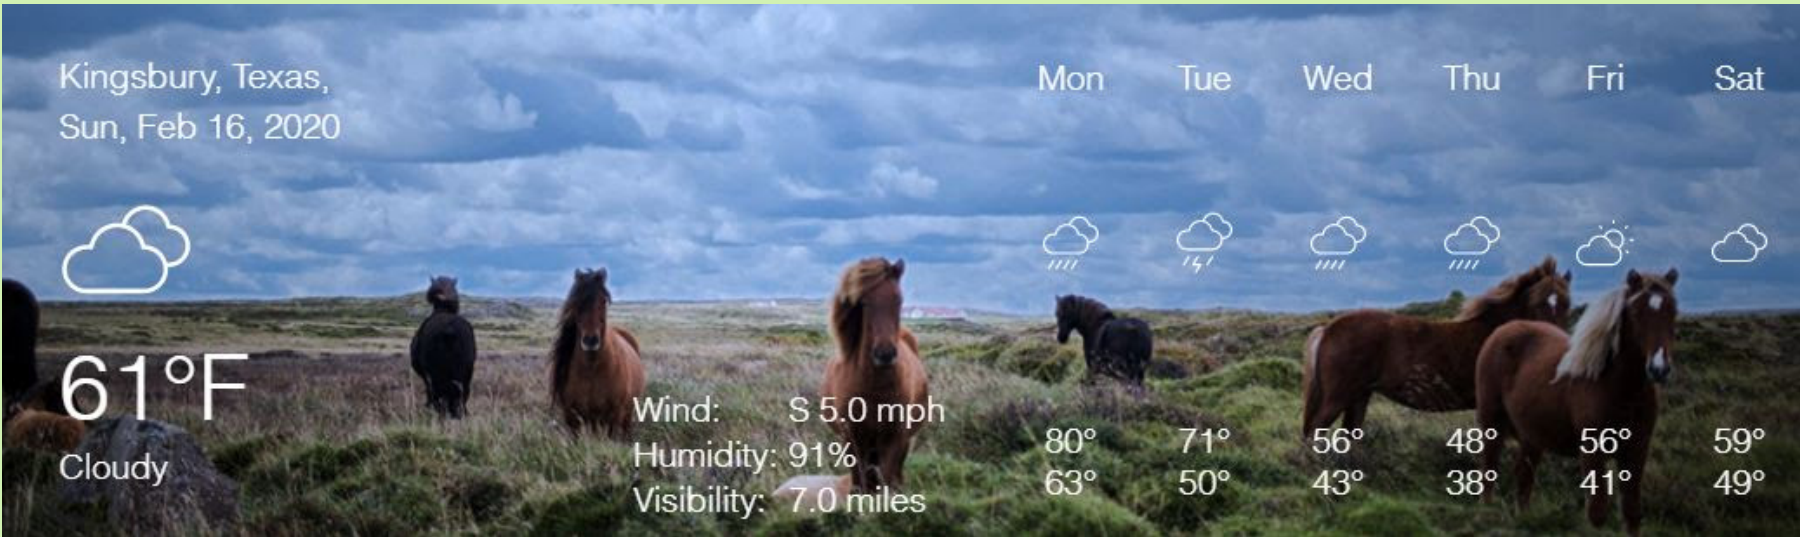 Kingsbury, Texas,
Sun, Feb 16, 2020
61°F
Cloudy
Wind: S 5.0 mph
Humidity: 91%
Visibility: 7.0 miles
Mon Tue Wed Thu Fri Sat
80° 71° 56° 48° 56° 59°
63° 50° 43° 38° 41° 49°